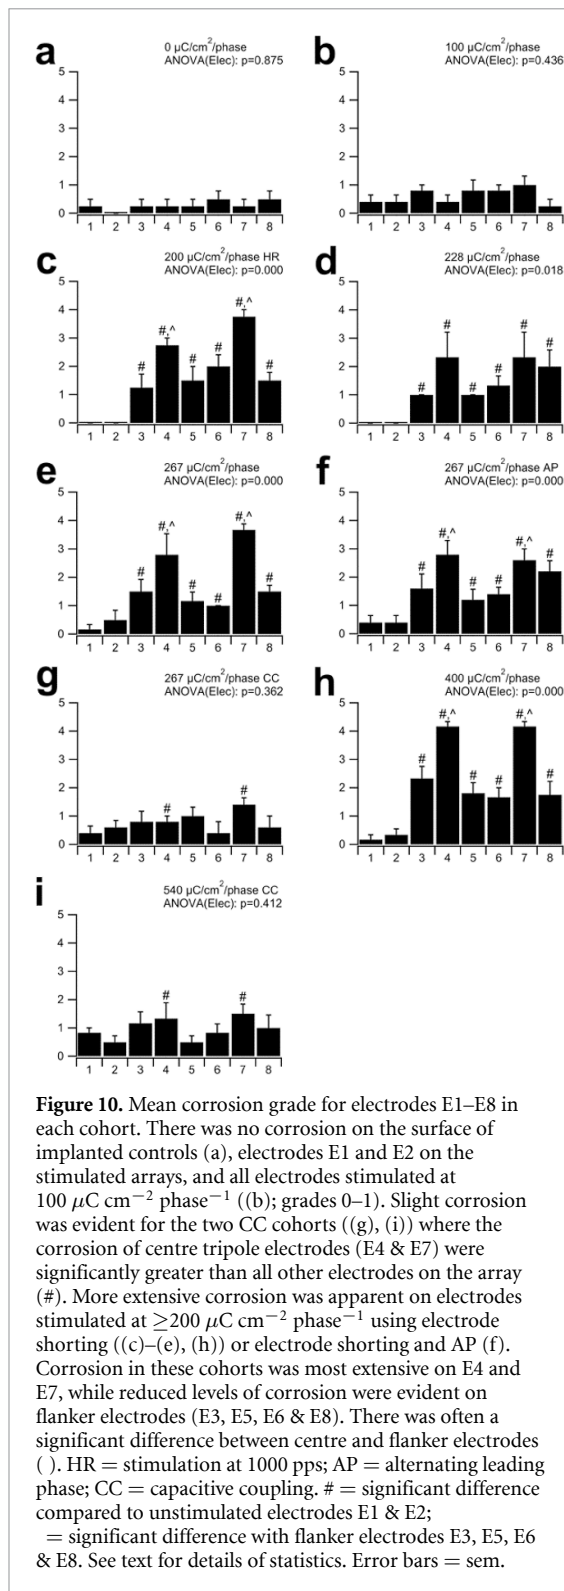 a
0 µC/cm²/phase
ANOVA(Elec): p=0.875
5
4
3
2
1
0
1 2 3 4 5 6 7 8
b
100 µC/cm²/phase
ANOVA(Elec): p=0.436
5
4
3
2
1
0
1 2 3 4 5 6 7 8
c
200 µC/cm²/phase HR
ANOVA(Elec): p=0.000
5
4
3
2
1
0
# #,^ # # #,^ #
1 2 3 4 5 6 7 8
d
228 µC/cm²/phase
ANOVA(Elec): p=0.018
5
4
3
2
1
0
# # # # # #
1 2 3 4 5 6 7 8
e
267 µC/cm²/phase
ANOVA(Elec): p=0.000
5
4
3
2
1
0
# #,^ # # #,^ #
1 2 3 4 5 6 7 8
f
267 µC/cm²/phase AP
ANOVA(Elec): p=0.000
5
4
3
2
1
0
# #,^ # # #,^ #
1 2 3 4 5 6 7 8
g
267 µC/cm²/phase CC
ANOVA(Elec): p=0.362
5
4
3
2
1
0
# #
1 2 3 4 5 6 7 8
h
400 µC/cm²/phase
ANOVA(Elec): p=0.000
5
4
3
2
1
0
# #,^ # # #,^ #
1 2 3 4 5 6 7 8
i
540 µC/cm²/phase CC
ANOVA(Elec): p=0.412
5
4
3
2
1
0
# #
1 2 3 4 5 6 7 8
Figure 10. Mean corrosion grade for electrodes E1–E8 in
each cohort. There was no corrosion on the surface of
implanted controls (a), electrodes E1 and E2 on the
stimulated arrays, and all electrodes stimulated at
100 µC cm⁻² phase⁻¹ ((b); grades 0–1). Slight corrosion
was evident for the two CC cohorts ((g), (i)) where the
corrosion of centre tripole electrodes (E4 & E7) were
significantly greater than all other electrodes on the array
(#). More extensive corrosion was apparent on electrodes
stimulated at ≥200 µC cm⁻² phase⁻¹ using electrode
shorting ((c)–(e), (h)) or electrode shorting and AP (f).
Corrosion in these cohorts was most extensive on E4 and
E7, while reduced levels of corrosion were evident on
flanker electrodes (E3, E5, E6 & E8). There was often a
significant difference between centre and flanker electrodes
( ). HR = stimulation at 1000 pps; AP = alternating leading
phase; CC = capacitive coupling. # = significant difference
compared to unstimulated electrodes E1 & E2;
= significant difference with flanker electrodes E3, E5, E6
& E8. See text for details of statistics. Error bars = sem.